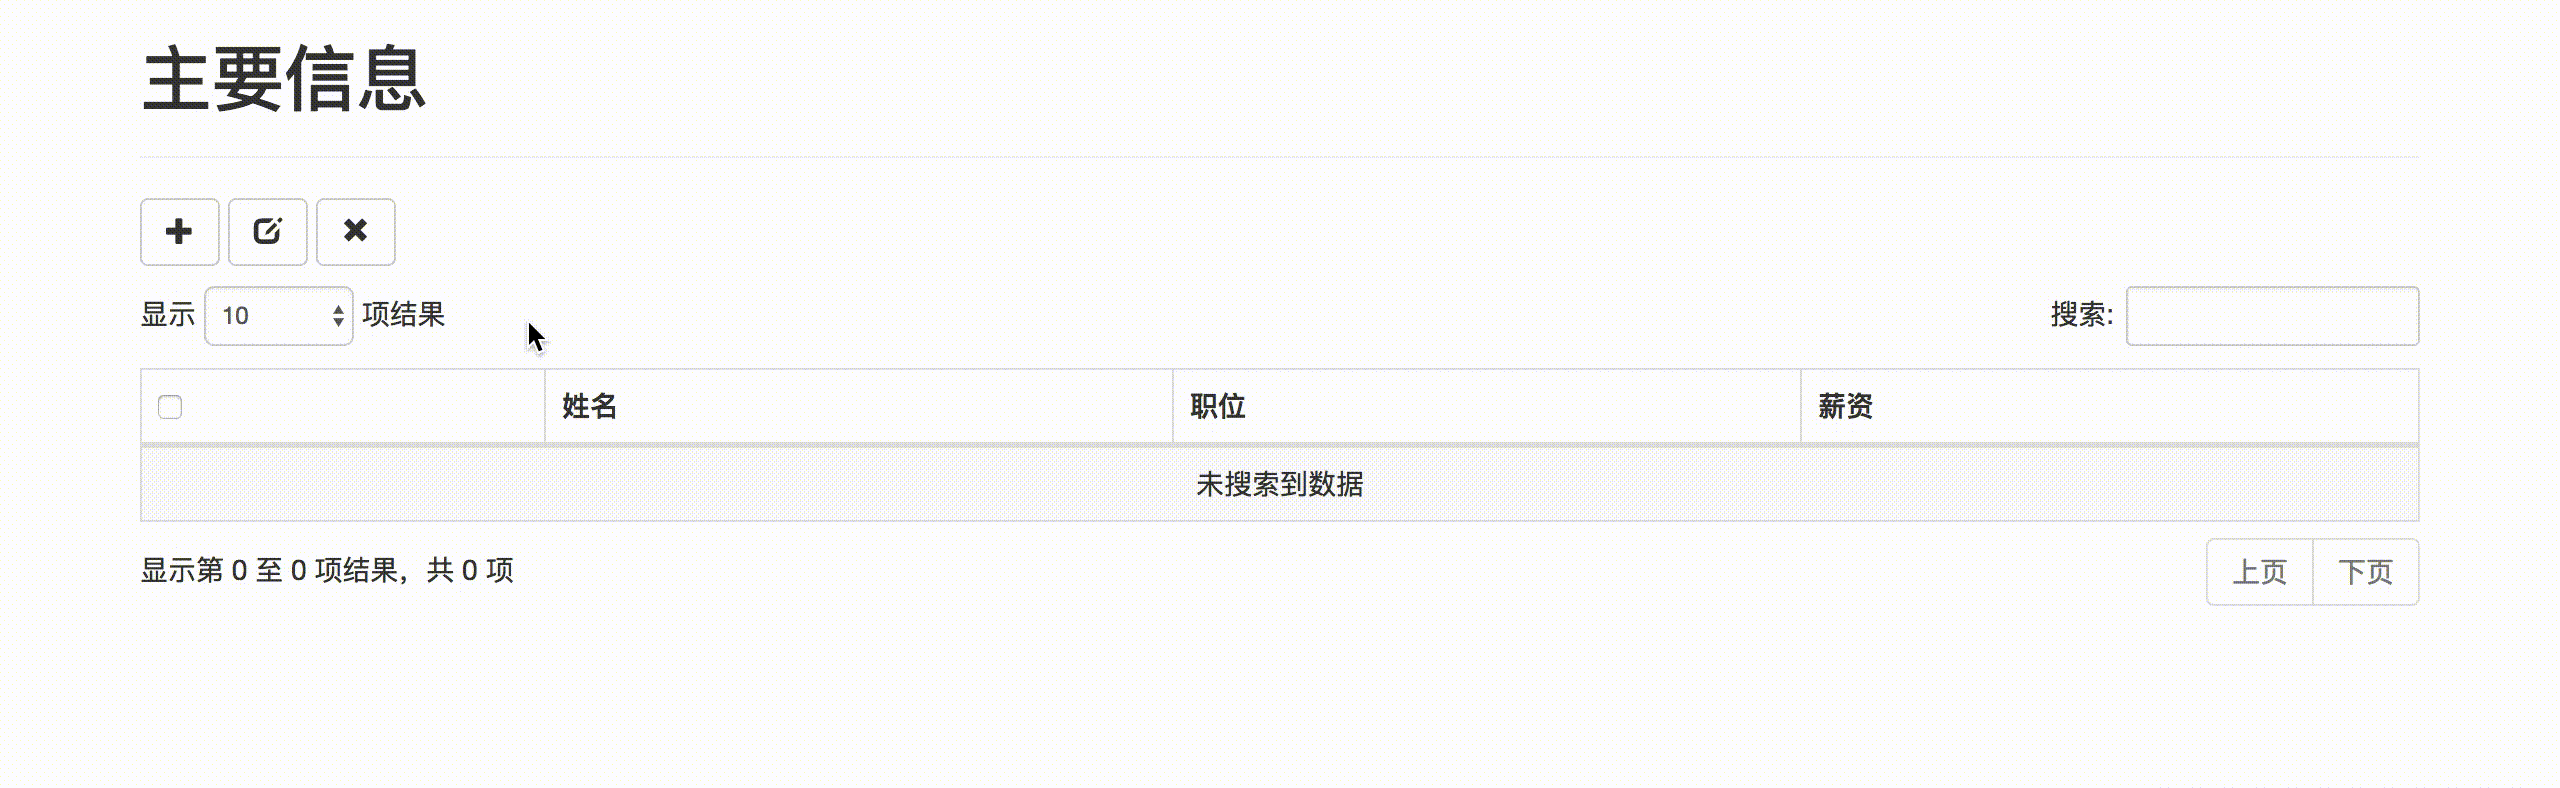 主要信息
显示 10 项结果
搜索:
姓名 职位 薪资
未搜索到数据
显示第 0 至 0 项结果，共 0 项
上页 下页